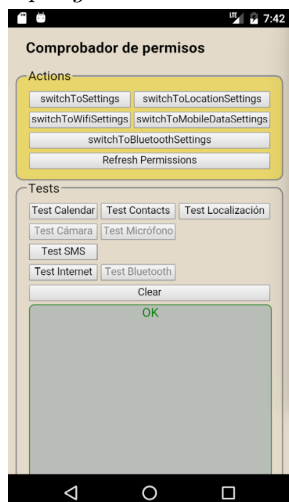 7:42
Comprobador de permisos
Actions
switchToSettings switchToLocationSettings
switchToWifiSettings switchToMobileDataSettings
switchToBluetoothSettings
Refresh Permissions
Tests
Test Calendar Test Contacts Test Localización
Test Cámara Test Micrófono
Test SMS
Test Internet Test Bluetooth
Clear
OK